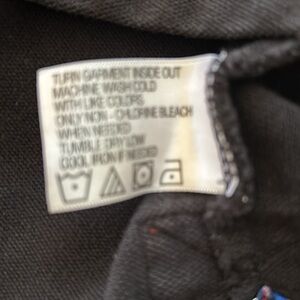 TURN GARMENT INSIDE OUT
MACHINE WASH COLD
WITH LIKE COLORS
ONLY NON - CHLORINE BLEACH
WHEN NEEDED
TUMBLE DRY LOW
COOL IRON IF NEEDED